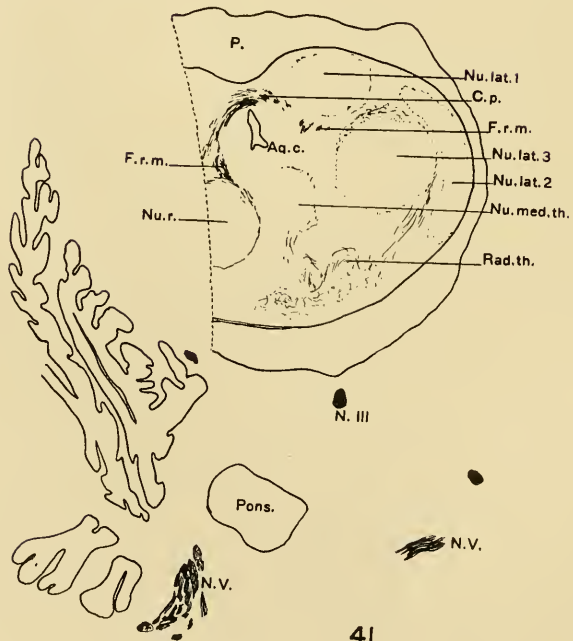 P.
Nu.lat.1
C.p.
F.r.m.
Aq.c.
Nu.lat.3
F.r.m.
Nu.lat.2
Nu.r.
Nu.med.th.
Rad.th.
N. III
Pons.
N.V.
N.V.
41